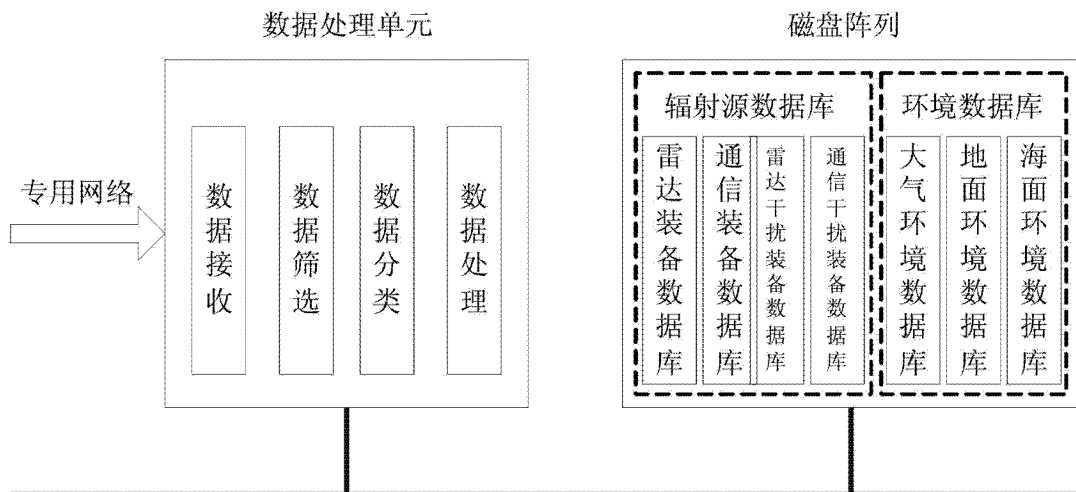 数据处理单元
磁盘阵列
专用网络
数据接收
数据筛选
数据分类
数据处理
辐射源数据库
雷达装备数据库
通信装备数据库
雷达干扰装备数据库
通信干扰装备数据库
环境数据库
大气环境数据库
地面环境数据库
海面环境数据库